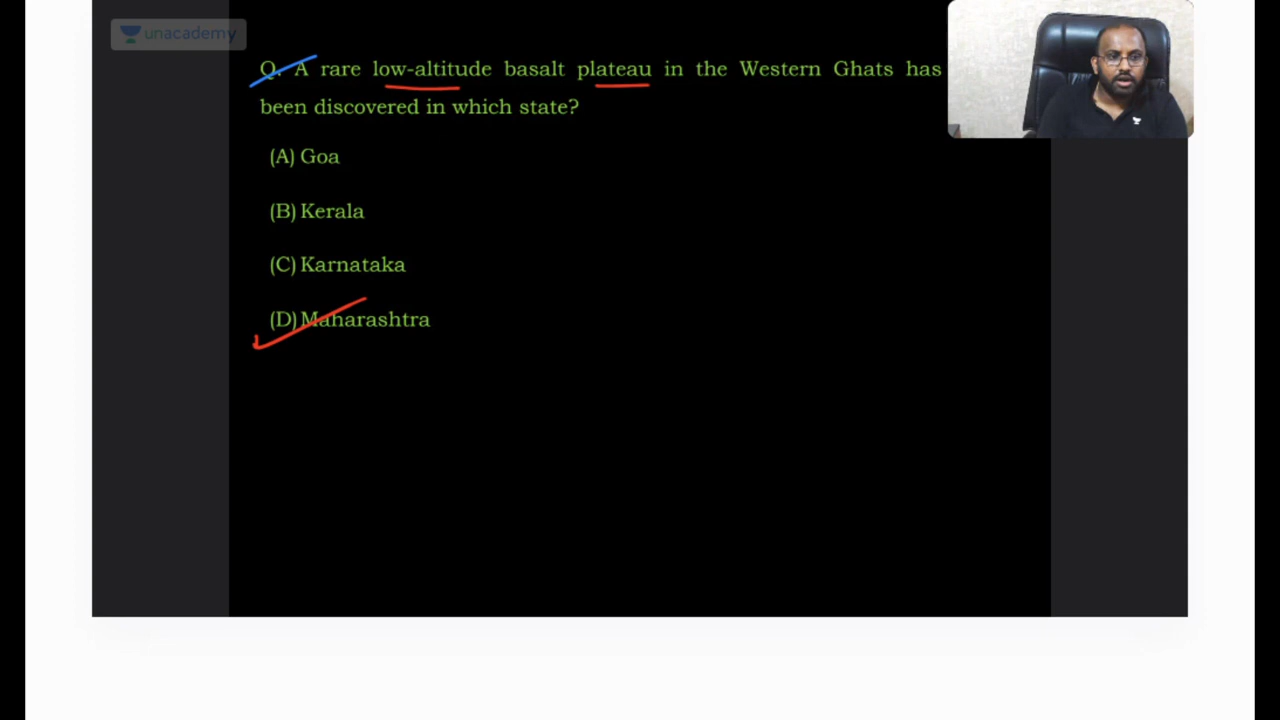 unacademy
Q. A rare low-altitude basalt plateau in the Western Ghats has
been discovered in which state?
(A) Goa
(B) Kerala
(C) Karnataka
(D) Maharashtra